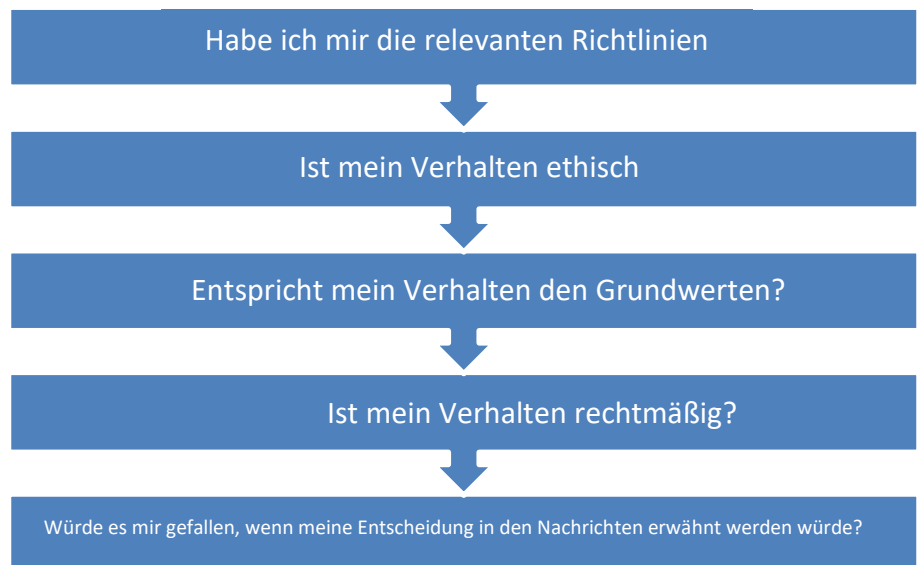 Habe ich mir die relevanten Richtlinien
Ist mein Verhalten ethisch
Entspricht mein Verhalten den Grundwerten?
Ist mein Verhalten rechtmäßig?
Würde es mir gefallen, wenn meine Entscheidung in den Nachrichten erwähnt werden würde?